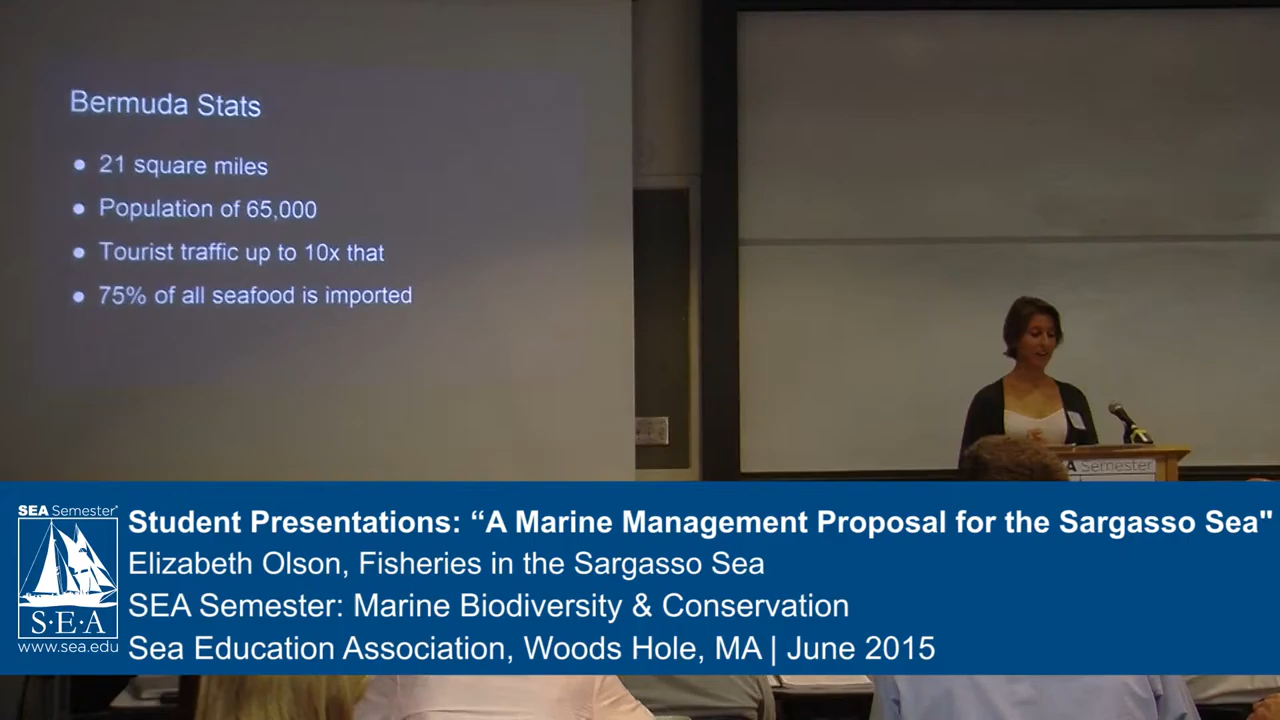 Bermuda Stats
● 21 square miles
● Population of 65,000
● Tourist traffic up to 10x that
● 75% of all seafood is imported
A Semester
SEA Semester®
S·E·A
www.sea.edu
Student Presentations: “A Marine Management Proposal for the Sargasso Sea"
Elizabeth Olson, Fisheries in the Sargasso Sea
SEA Semester: Marine Biodiversity & Conservation
Sea Education Association, Woods Hole, MA | June 2015